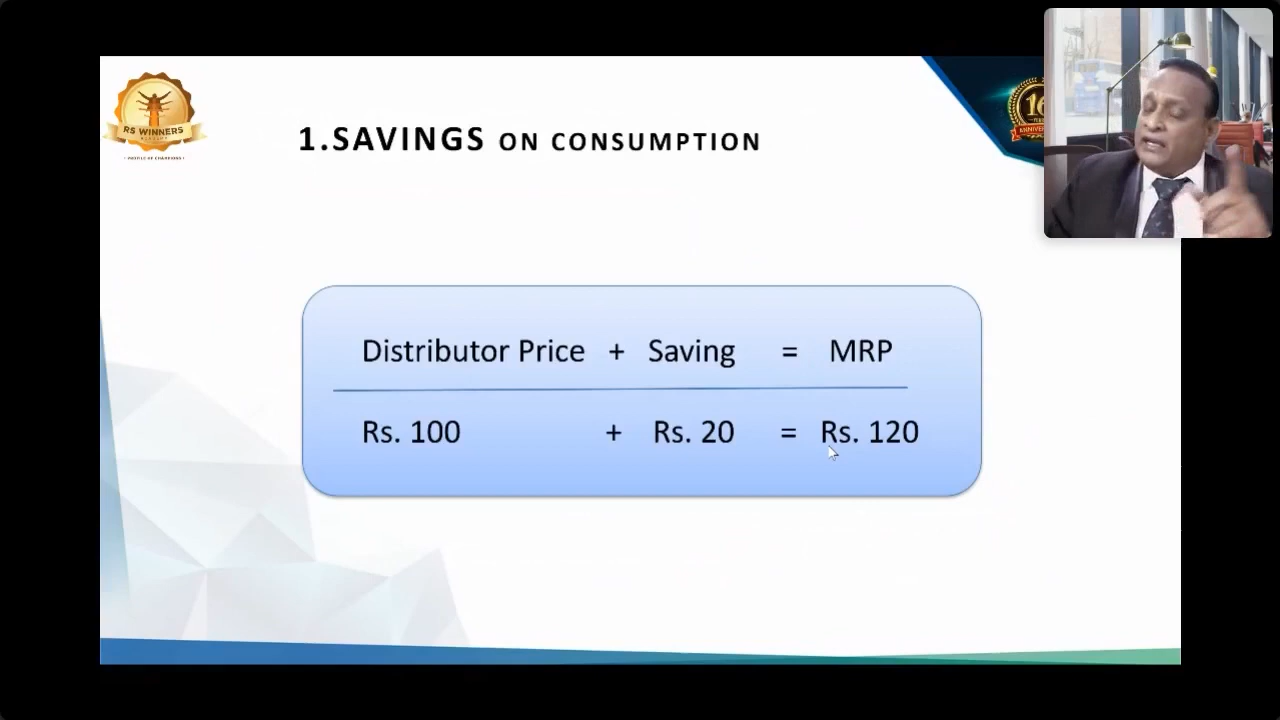 RS WINNERS
1.SAVINGS ON CONSUMPTION
Distributor Price + Saving = MRP
Rs. 100 + Rs. 20 = Rs. 120